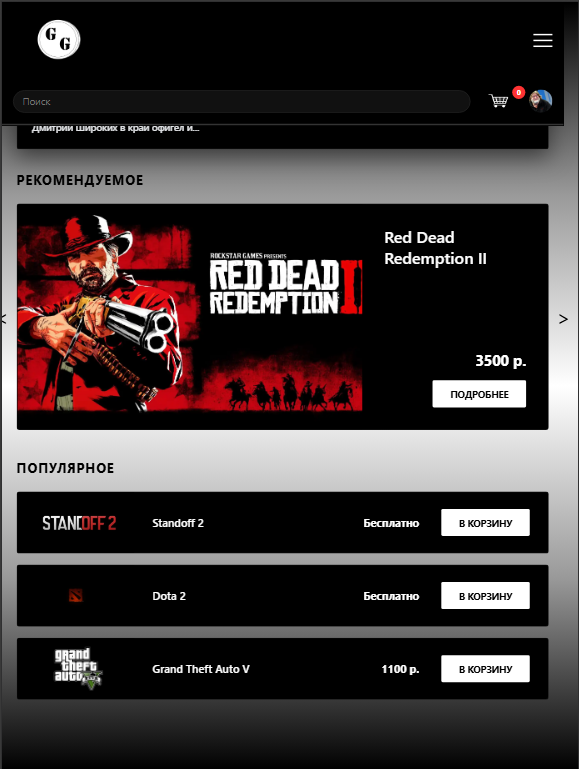 G G
Поиск
0
Дмитрий Широких в край офигел и...
РЕКОМЕНДУЕМОЕ
ROCKSTAR GAMES PRESENTS
RED DEAD
REDEMPTION II
Red Dead
Redemption II
<
>
3500 р.
ПОДРОБНЕЕ
ПОПУЛЯРНОЕ
STANDOFF 2
Standoff 2
Бесплатно
В КОРЗИНУ
Dota 2
Бесплатно
В КОРЗИНУ
grand
theft
auto V
Grand Theft Auto V
1100 р.
В КОРЗИНУ